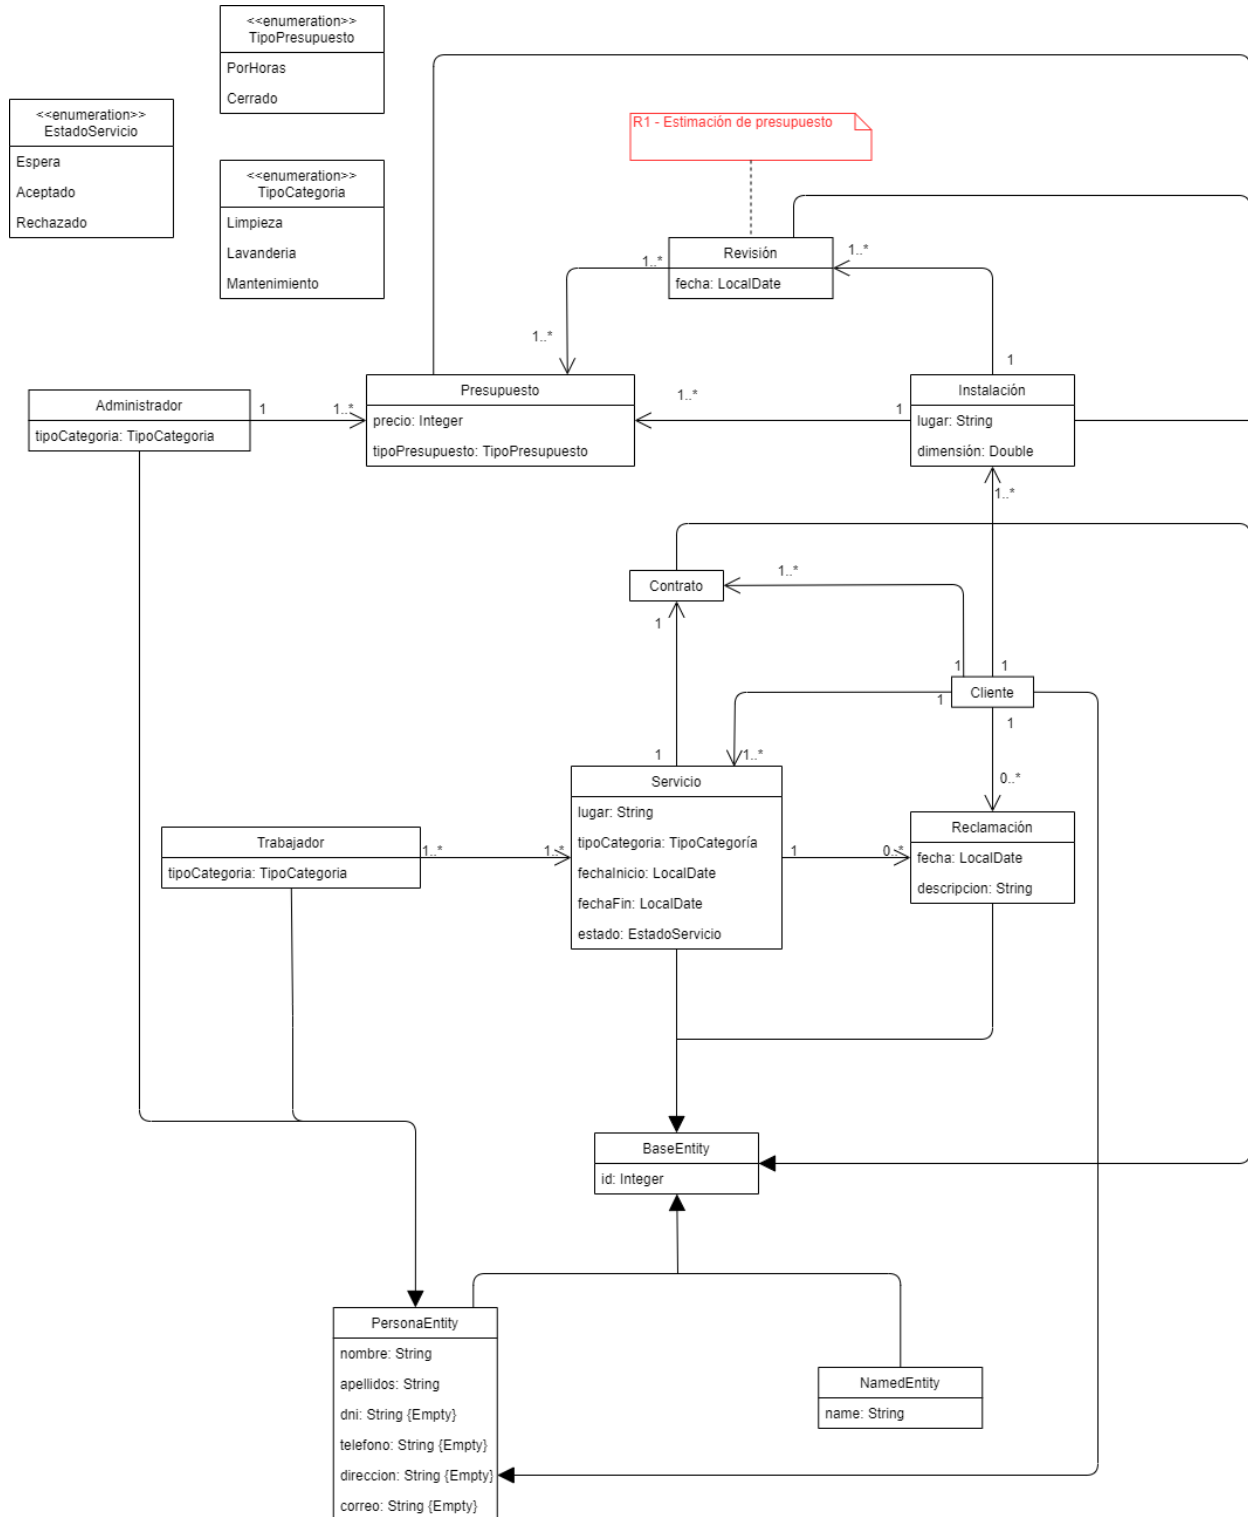 <<enumeration>>
TipoPresupuesto
PorHoras
Cerrado
<<enumeration>>
EstadoServicio
Espera
Aceptado
Rechazado
<<enumeration>>
TipoCategoria
Limpieza
Lavanderia
Mantenimiento
R1 - Estimación de presupuesto
Revisión
fecha: LocalDate
1..*
1..*
1..*
1
Administrador
tipoCategoria: TipoCategoria
1
1..*
Presupuesto
precio: Integer
tipoPresupuesto: TipoPresupuesto
1..*
1
Instalación
lugar: String
dimensión: Double
1..*
Contrato
1..*
1
1
1
Cliente
1
1
1
1..*
Servicio
lugar: String
tipoCategoria: TipoCategoría
fechaInicio: LocalDate
fechaFin: LocalDate
estado: EstadoServicio
0..*
Trabajador
tipoCategoria: TipoCategoria
1..*
1..*
1
0..*
Reclamación
fecha: LocalDate
descripcion: String
BaseEntity
id: Integer
PersonaEntity
nombre: String
apellidos: String
dni: String {Empty}
telefono: String {Empty}
direccion: String {Empty}
correo: String {Empty}
NamedEntity
name: String